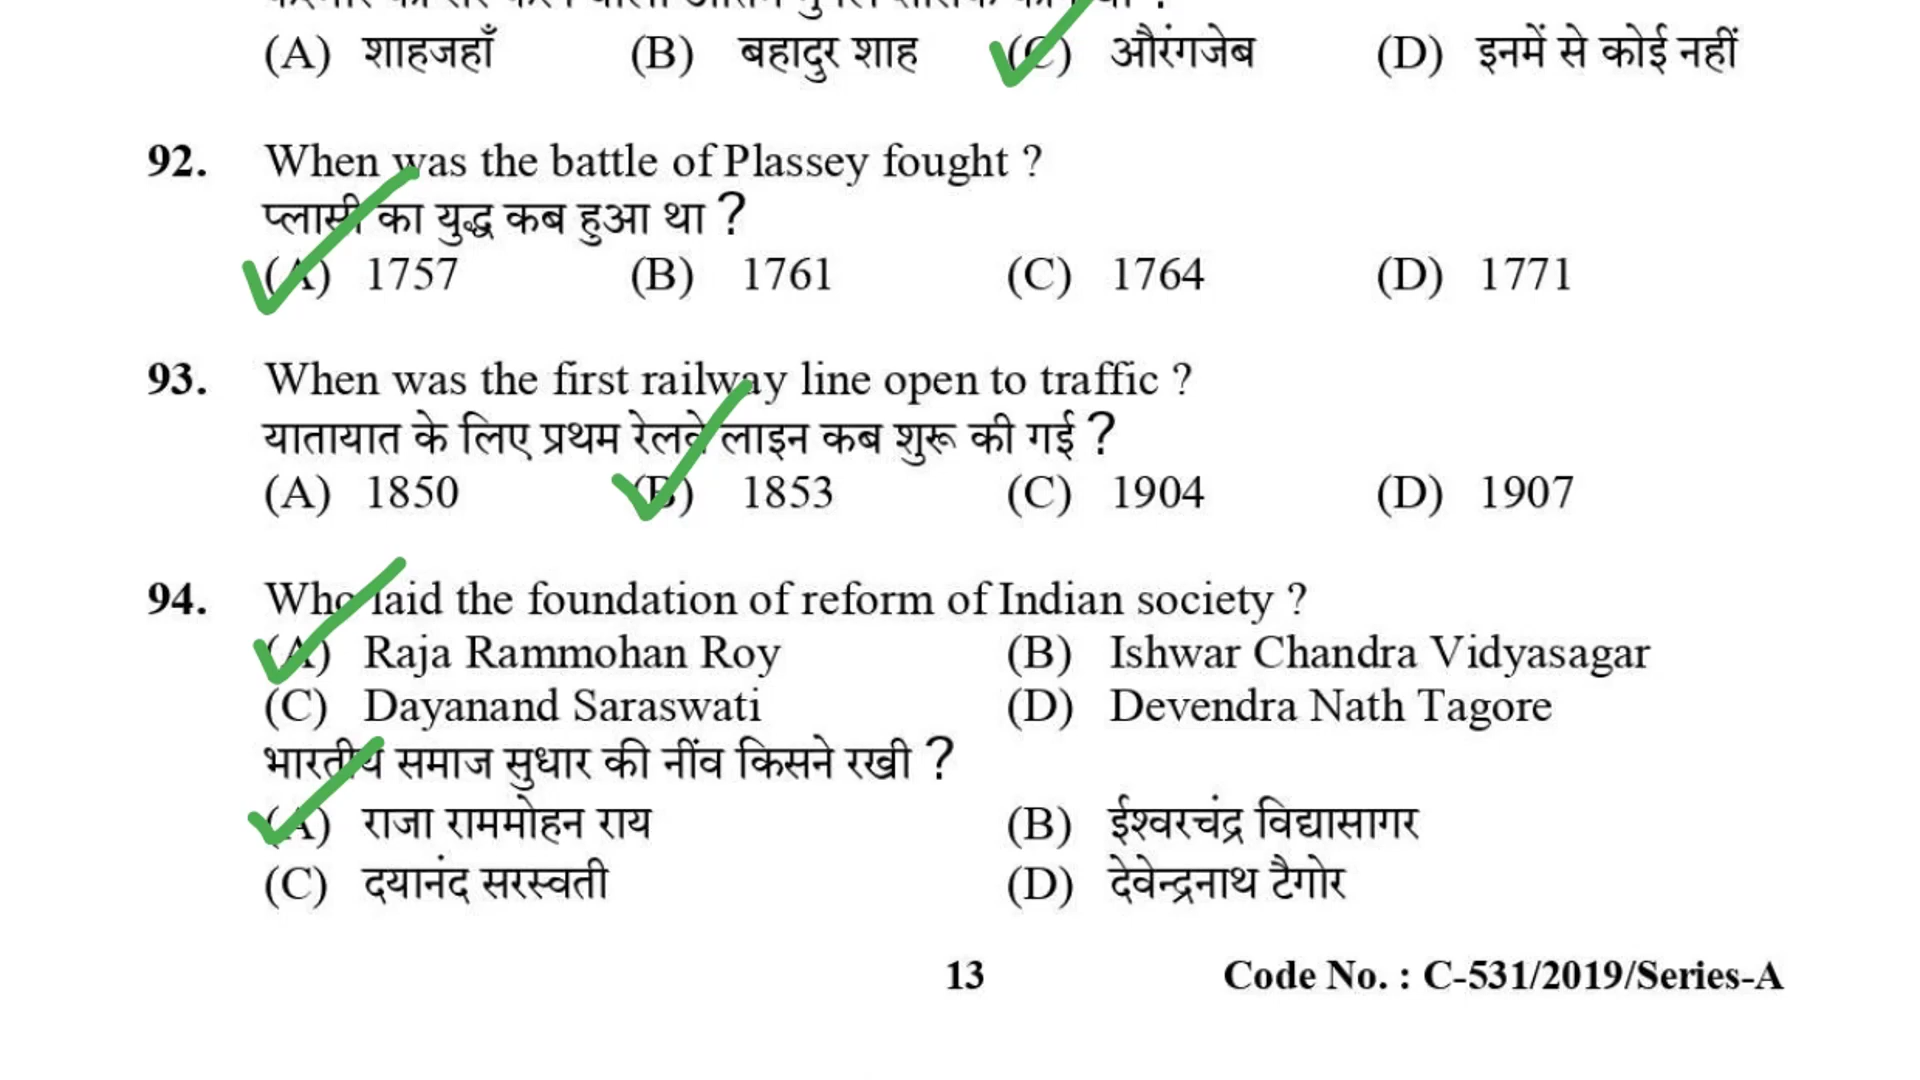 (A) शाहजहाँ (B) बहादुर शाह (C) औरंगजेब (D) इनमें से कोई नहीं
92. When was the battle of Plassey fought ?
प्लासी का युद्ध कब हुआ था ?
(A) 1757 (B) 1761 (C) 1764 (D) 1771
93. When was the first railway line open to traffic ?
यातायात के लिए प्रथम रेलवे लाइन कब शुरू की गई ?
(A) 1850 (B) 1853 (C) 1904 (D) 1907
94. Who laid the foundation of reform of Indian society ?
(A) Raja Rammohan Roy (B) Ishwar Chandra Vidyasagar
(C) Dayanand Saraswati (D) Devendra Nath Tagore
भारतीय समाज सुधार की नींव किसने रखी ?
(A) राजा राममोहन राय (B) ईश्वरचंद्र विद्यासागर
(C) दयानंद सरस्वती (D) देवेन्द्रनाथ टैगोर
13 Code No. : C-531/2019/Series-A